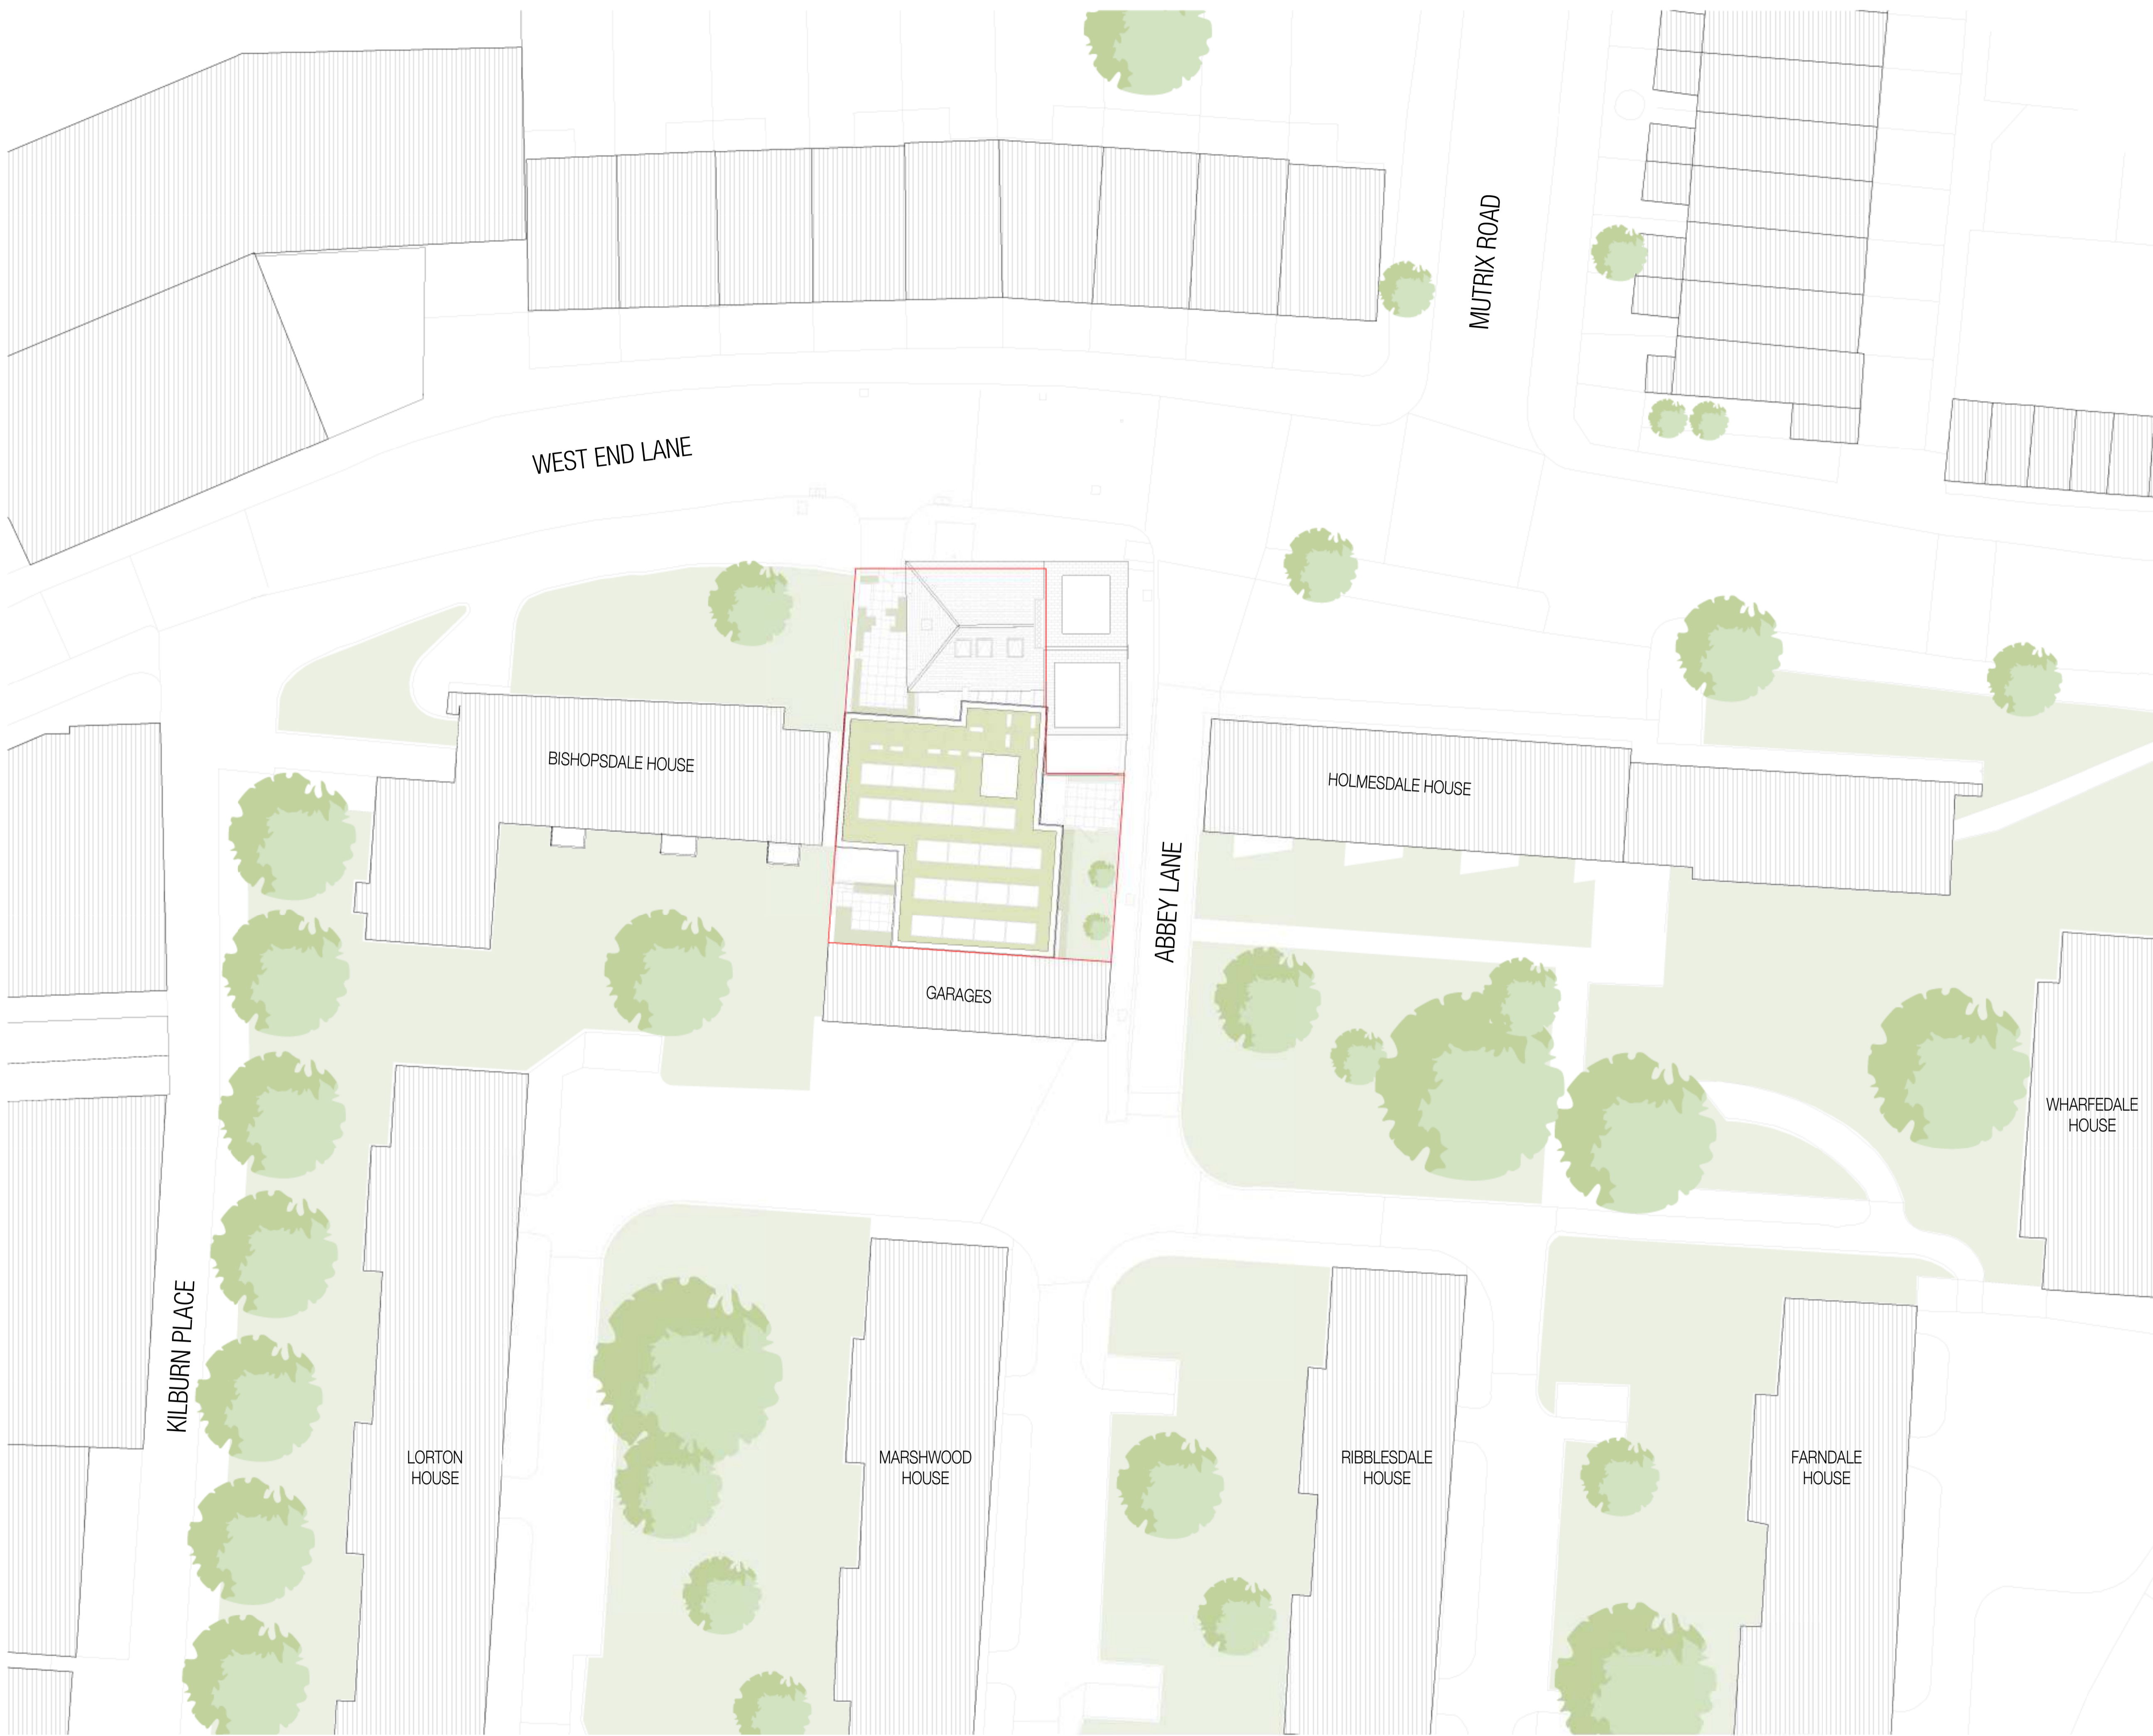 MUTRIX ROAD
WEST END LANE
BISHOPSDALE HOUSE
HOLMESDALE HOUSE
ABBEY LANE
GARAGES
WHARFEDALE
HOUSE
KILBURN PLACE
LORTON
HOUSE
MARSHWOOD
HOUSE
RIBBLESDALE
HOUSE
FARNDALE
HOUSE